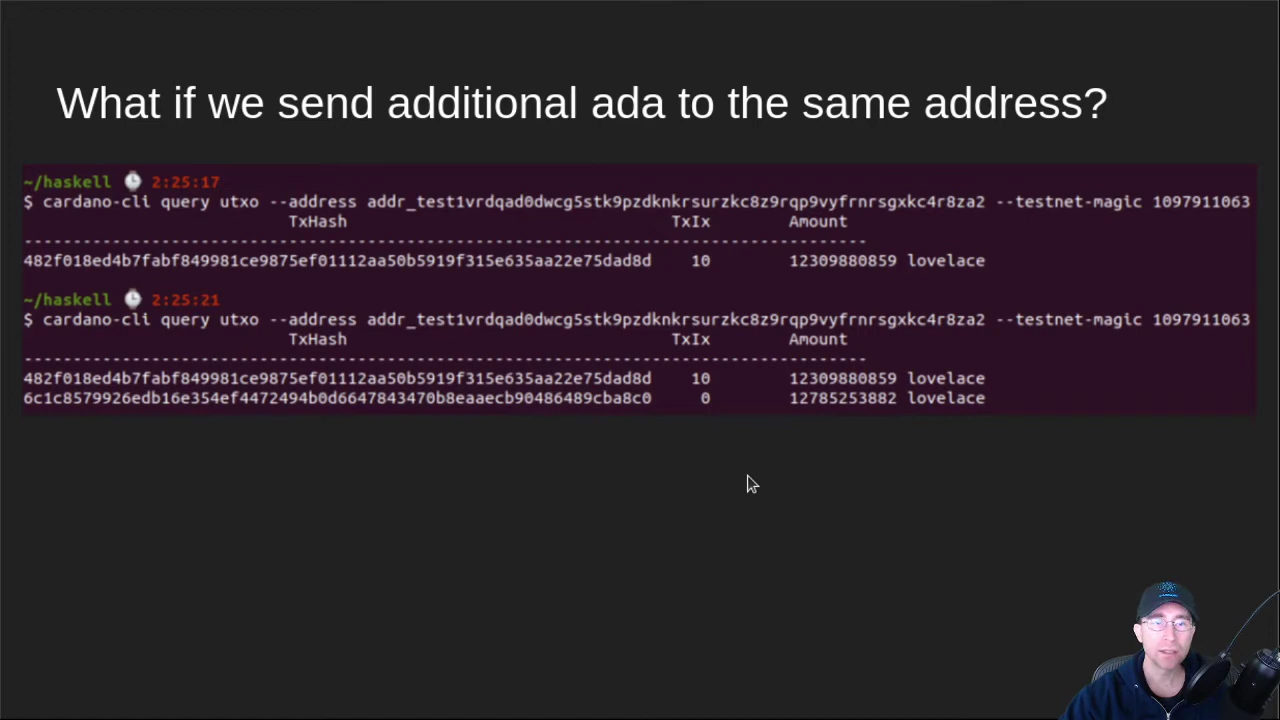 What if we send additional ada to the same address?
~/haskell ⌚ 2:25:17
$ cardano-cli query utxo --address addr_test1vrdqad0dwcg5stk9pzdknkrsurzkc8z9rqp9vyfrnrsgxkc4r8za2 --testnet-magic 1097911063
TxHash TxIx Amount
--------------------------------------------------------------------------------------
482f018ed4b7fabf849981ce9875ef01112aa50b5919f315e635aa22e75dad8d 10 12309880859 lovelace
~/haskell ⌚ 2:25:21
$ cardano-cli query utxo --address addr_test1vrdqad0dwcg5stk9pzdknkrsurzkc8z9rqp9vyfrnrsgxkc4r8za2 --testnet-magic 1097911063
TxHash TxIx Amount
--------------------------------------------------------------------------------------
482f018ed4b7fabf849981ce9875ef01112aa50b5919f315e635aa22e75dad8d 10 12309880859 lovelace
6c1c8579926edb16e354ef4472494b0d6647843470b8eaaecb90486489cba8c0 0 12785253882 lovelace